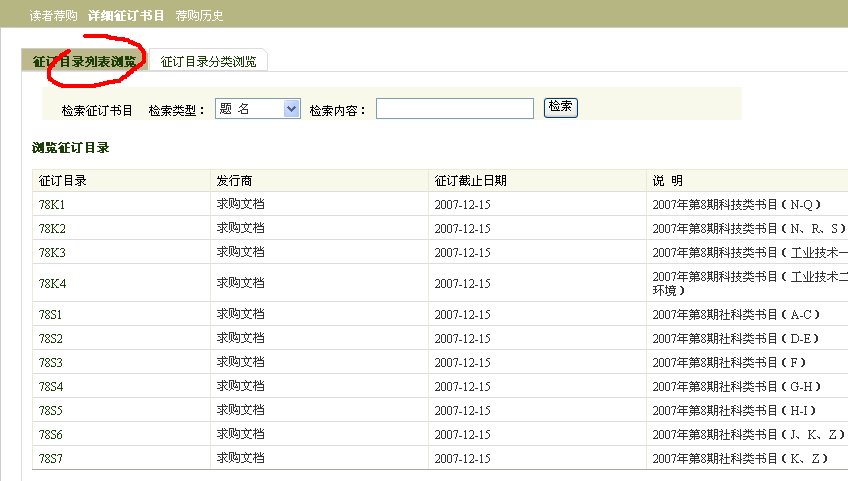 读者荐购 详细征订书目 荐购历史
征订目录列表浏览 征订目录分类浏览
检索征订书目 检索类型： 题 名 检索内容： 检索
浏览征订目录
征订目录 发行商 征订截止日期 说 明
78K1 求购文档 2007-12-15 2007年第8期科技类书目（N-Q）
78K2 求购文档 2007-12-15 2007年第8期科技类书目（N、R、S）
78K3 求购文档 2007-12-15 2007年第8期科技类书目（工业技术一
78K4 求购文档 2007-12-15 2007年第8期科技类书目（工业技术二
环境）
78S1 求购文档 2007-12-15 2007年第8期社科类书目（A-C）
78S2 求购文档 2007-12-15 2007年第8期社科类书目（D-E）
78S3 求购文档 2007-12-15 2007年第8期社科类书目（F）
78S4 求购文档 2007-12-15 2007年第8期社科类书目（G-H）
78S5 求购文档 2007-12-15 2007年第8期社科类书目（H-I）
78S6 求购文档 2007-12-15 2007年第8期社科类书目（J、K、Z）
78S7 求购文档 2007-12-15 2007年第8期社科类书目（K、Z）